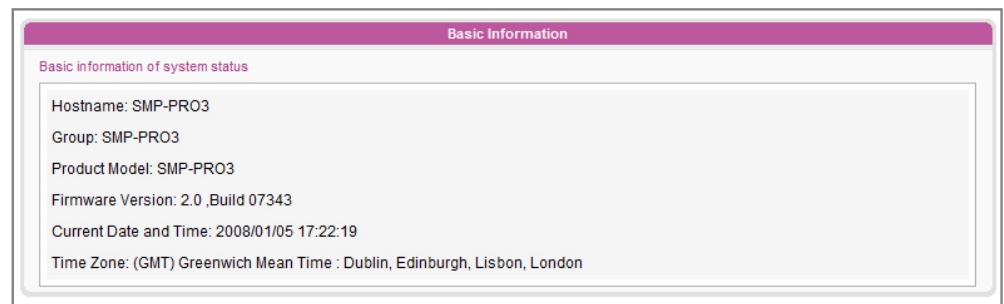 Basic Information
Basic information of system status
Hostname: SMP-PRO3
Group: SMP-PRO3
Product Model: SMP-PRO3
Firmware Version: 2.0 ,Build 07343
Current Date and Time: 2008/01/05 17:22:19
Time Zone: (GMT) Greenwich Mean Time : Dublin, Edinburgh, Lisbon, London